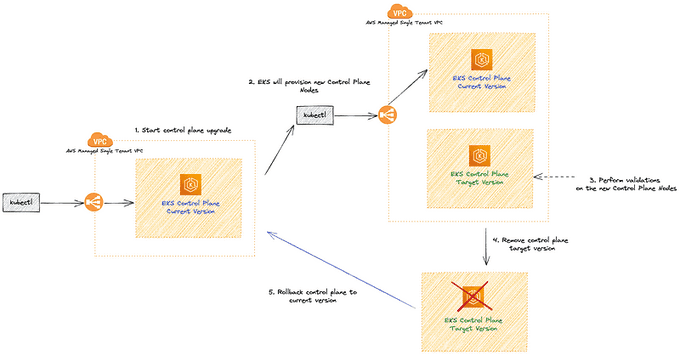 VPC
AWS Managed Single Tenant VPC
EKS Control Plane
Current Version
2. EKS will provision new Control Plane
Nodes
kubectl
1. Start control plane upgrade
VPC
AWS Managed Single Tenant VPC
EKS Control Plane
Target Version
3. Perform validations
on the new Control Plane Nodes
kubectl
EKS Control Plane
Current Version
4. Remove control plane
target version
5. Rollback control plane to
current version
EKS Control Plane
Target Version